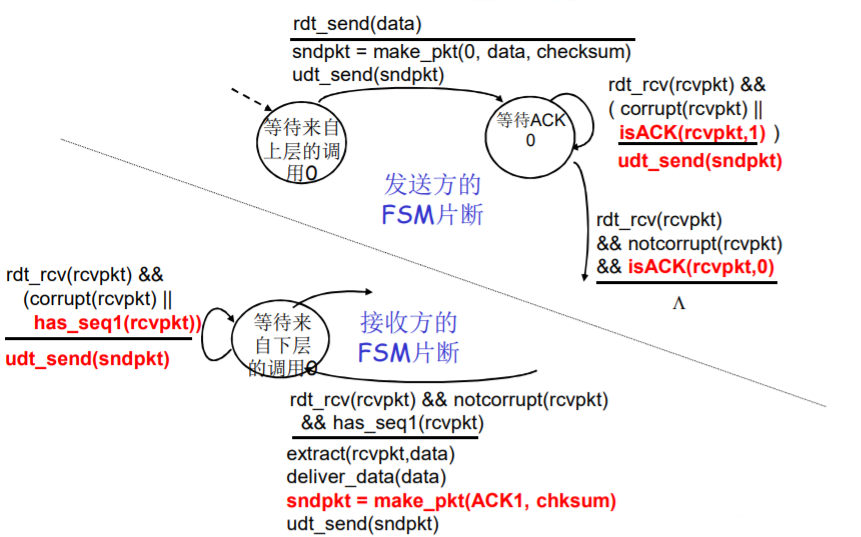 rdt_send(data)
sndpkt = make_pkt(0, data, checksum)
udt_send(sndpkt)
等待来自
上层的调
用0
等待ACK
0
rdt_rcv(rcvpkt) &&
( corrupt(rcvpkt) ||
isACK(rcvpkt,1) )
udt_send(sndpkt)
发送方的
FSM片断
rdt_rcv(rcvpkt)
&& notcorrupt(rcvpkt)
&& isACK(rcvpkt,0)
Λ
rdt_rcv(rcvpkt) &&
(corrupt(rcvpkt) ||
has_seq1(rcvpkt))
udt_send(sndpkt)
等待来
自下层
的调用0
接收方的
FSM片断
rdt_rcv(rcvpkt) && notcorrupt(rcvpkt)
&& has_seq1(rcvpkt)
extract(rcvpkt,data)
deliver_data(data)
sndpkt = make_pkt(ACK1, chksum)
udt_send(sndpkt)